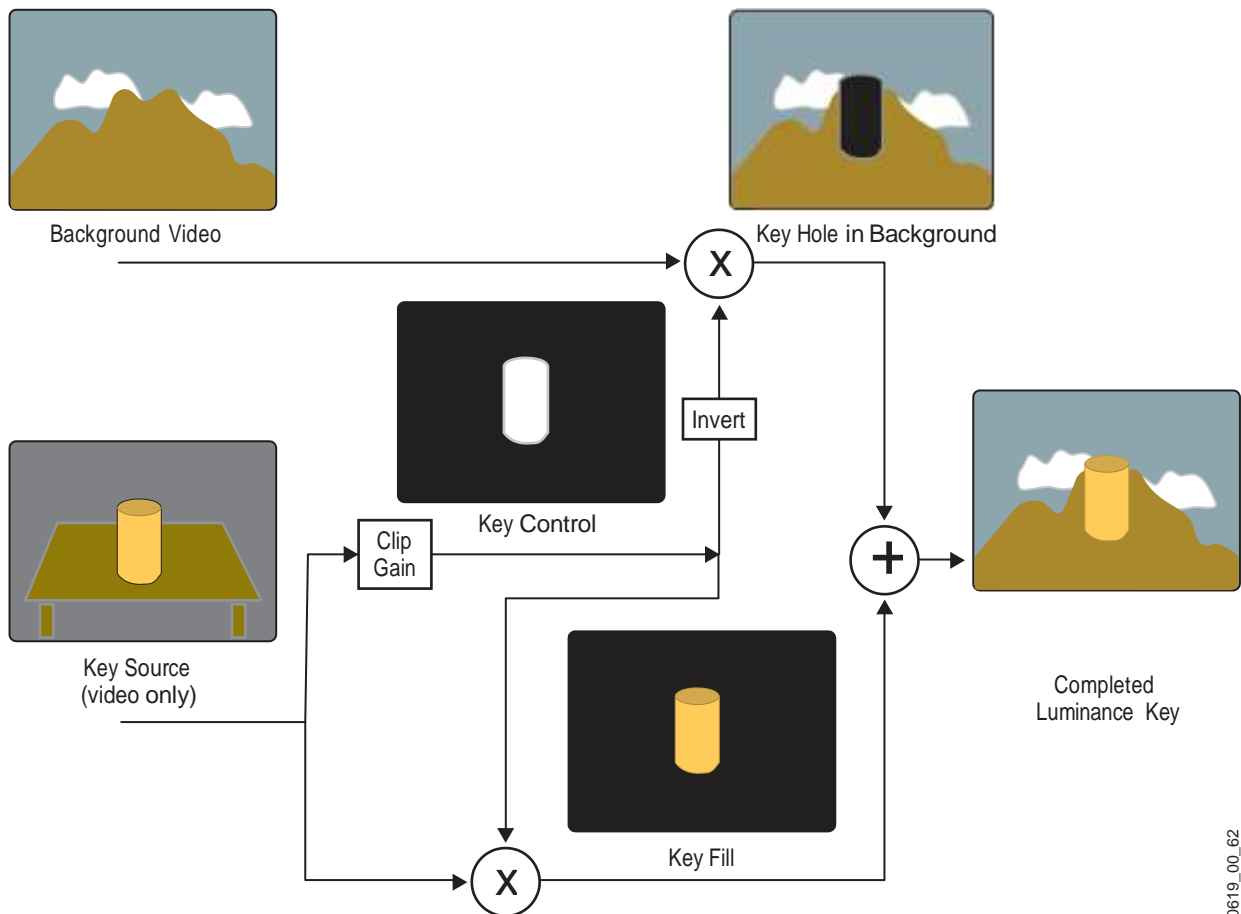 Background Video
Key Hole in Background
X
Invert
Key Control
Clip
Gain
+
Key Source
(video only)
Completed
Luminance Key
Key Fill
X
0619_00_62